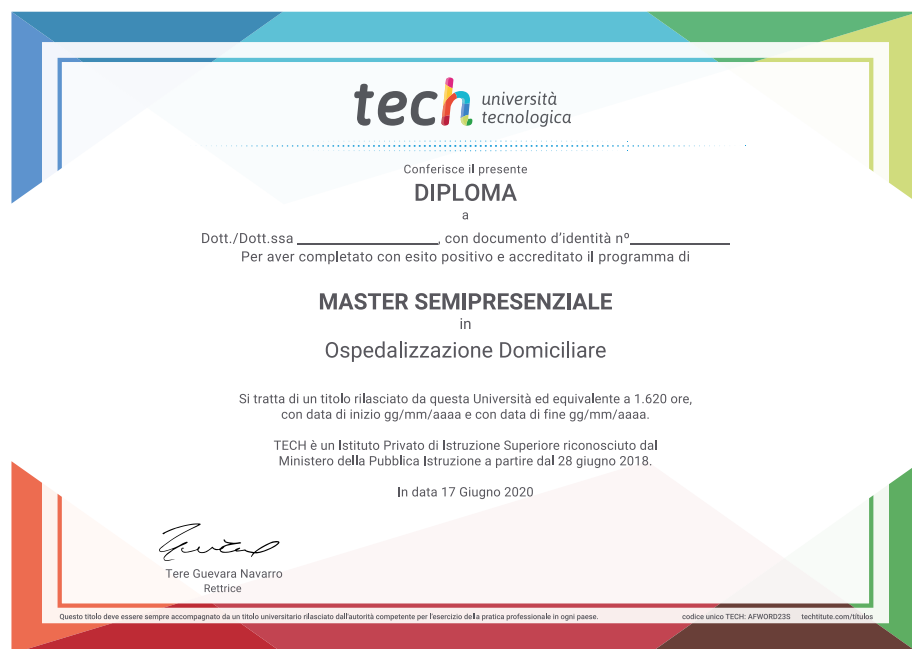 tech università
tecnologica
Conferisce il presente
DIPLOMA
a
Dott./Dott.ssa ____________________, con documento d'identità nº______________
Per aver completato con esito positivo e accreditato il programma di
MASTER SEMIPRESENZIALE
in
Ospedalizzazione Domiciliare
Si tratta di un titolo rilasciato da questa Università ed equivalente a 1.620 ore,
con data di inizio gg/mm/aaaa e con data di fine gg/mm/aaaa.
TECH è un Istituto Privato di Istruzione Superiore riconosciuto dal
Ministero della Pubblica Istruzione a partire dal 28 giugno 2018.
In data 17 Giugno 2020
Tere Guevara Navarro
Rettrice
Questo titolo deve essere sempre accompagnato da un titolo universitario rilasciato dall'autorità competente per l'esercizio della pratica professionale in ogni paese. codice unico TECH: AFWORD23S techtitute.com/titulos